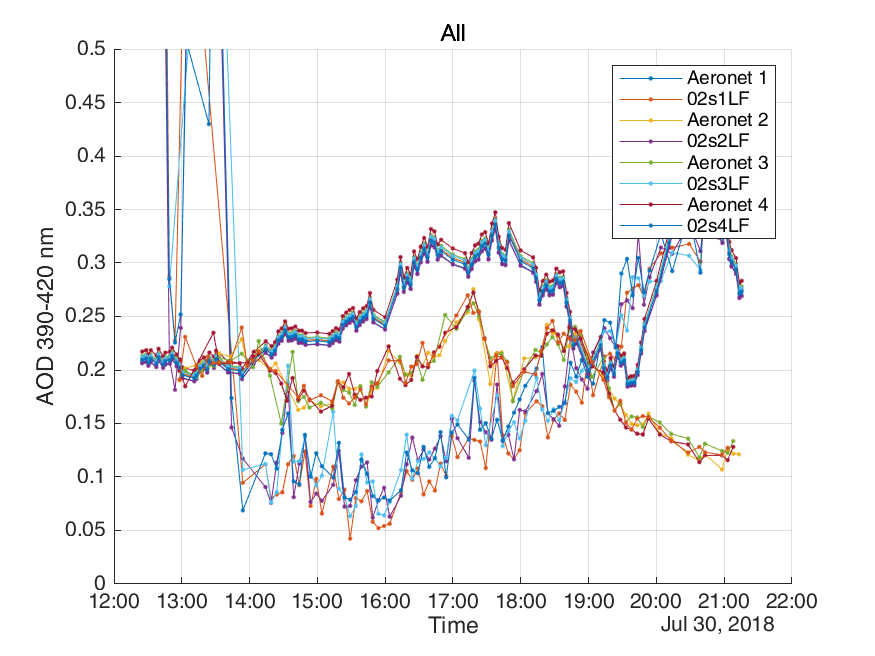 All
0.5
0.45
0.4
0.35
0.3
0.25
0.2
0.15
0.1
0.05
0
AOD 390-420 nm
Aeronet 1
02s1LF
Aeronet 2
02s2LF
Aeronet 3
02s3LF
Aeronet 4
02s4LF
12:00 13:00 14:00 15:00 16:00 17:00 18:00 19:00 20:00 21:00 22:00
Time
Jul 30, 2018